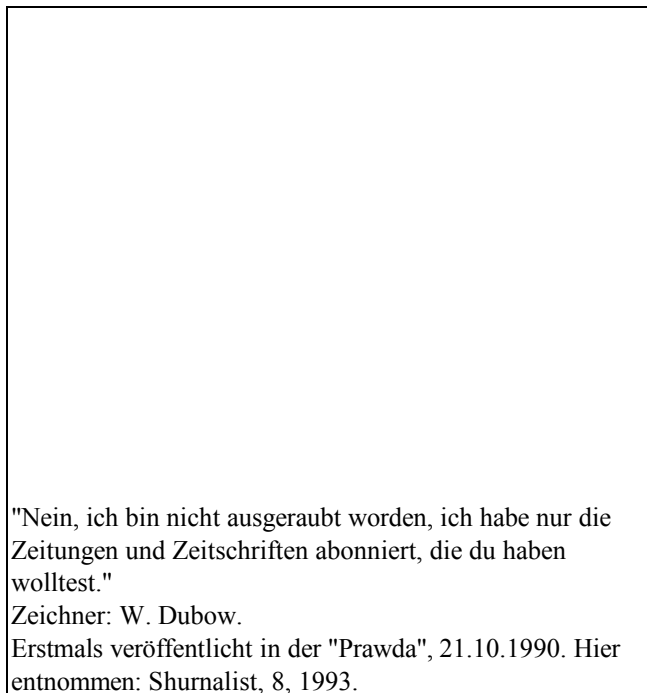 "Nein, ich bin nicht ausgeraubt worden, ich habe nur die
Zeitungen und Zeitschriften abonniert, die du haben
wolltest."
Zeichner: W. Dubow.
Erstmals veröffentlicht in der "Prawda", 21.10.1990. Hier
entnommen: Shurnalist, 8, 1993.